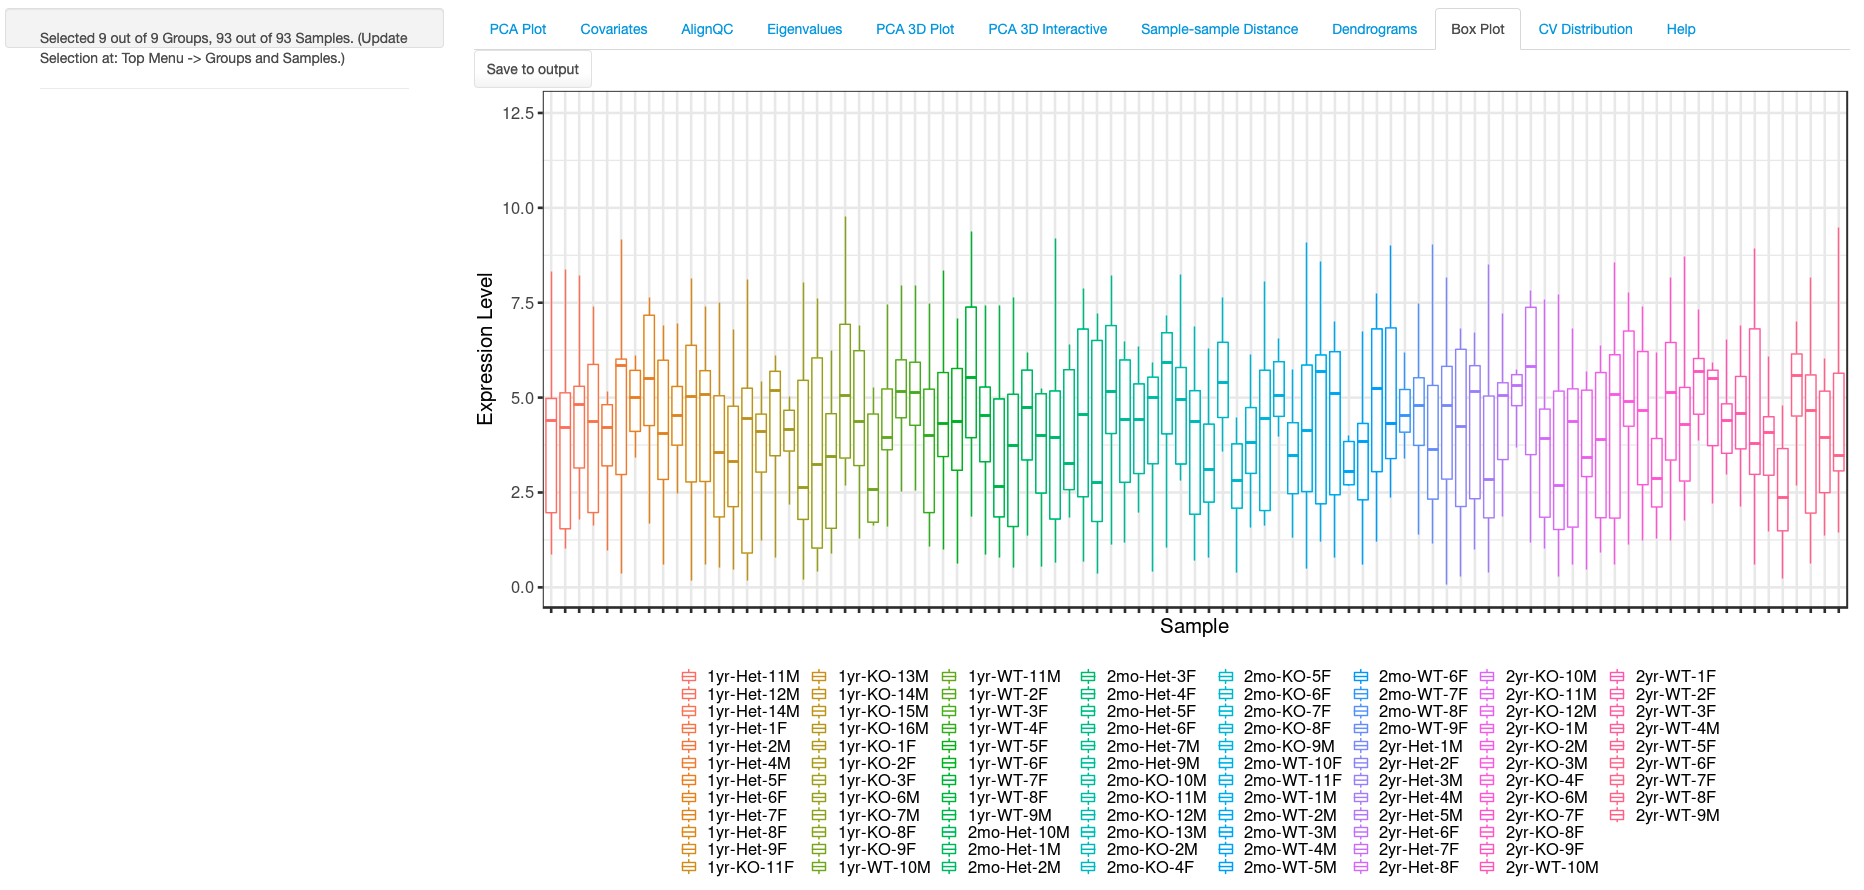 Selected 9 out of 9 Groups, 93 out of 93 Samples. (Update
Selection at: Top Menu -> Groups and Samples.)
PCA Plot Covariates AlignQC Eigenvalues PCA 3D Plot PCA 3D Interactive Sample-sample Distance Dendrograms Box Plot CV Distribution Help
Save to output
12.5
10.0
7.5
5.0
2.5
0.0
Expression Level
Sample
1yr-Het-11M 1yr-KO-13M 1yr-WT-11M 2mo-Het-3F 2mo-KO-5F 2mo-WT-6F 2yr-KO-10M 2yr-WT-1F
1yr-Het-12M 1yr-KO-14M 1yr-WT-2F 2mo-Het-4F 2mo-KO-6F 2mo-WT-7F 2yr-KO-11M 2yr-WT-2F
1yr-Het-14M 1yr-KO-15M 1yr-WT-3F 2mo-Het-5F 2mo-KO-7F 2mo-WT-8F 2yr-KO-12M 2yr-WT-3F
1yr-Het-1F 1yr-KO-16M 1yr-WT-4F 2mo-Het-6F 2mo-KO-8F 2mo-WT-9F 2yr-KO-1M 2yr-WT-4M
1yr-Het-2M 1yr-KO-1F 1yr-WT-5F 2mo-Het-7M 2mo-KO-9M 2yr-Het-1M 2yr-KO-2M 2yr-WT-5F
1yr-Het-4M 1yr-KO-2F 1yr-WT-6F 2mo-Het-9M 2mo-WT-10F 2yr-Het-2F 2yr-KO-3M 2yr-WT-6F
1yr-Het-5F 1yr-KO-3F 1yr-WT-7F 2mo-KO-10M 2mo-WT-11F 2yr-Het-3M 2yr-KO-4F 2yr-WT-7F
1yr-Het-6F 1yr-KO-6M 1yr-WT-8F 2mo-KO-11M 2mo-WT-1M 2yr-Het-4M 2yr-KO-6M 2yr-WT-8F
1yr-Het-7F 1yr-KO-7M 1yr-WT-9M 2mo-KO-12M 2mo-WT-2M 2yr-Het-5M 2yr-KO-7F 2yr-WT-9M
1yr-Het-8F 1yr-KO-8F 2mo-Het-10M 2mo-KO-13M 2mo-WT-3M 2yr-Het-6F 2yr-KO-8F
1yr-Het-9F 1yr-KO-9F 2mo-Het-1M 2mo-KO-2M 2mo-WT-4M 2yr-Het-7F 2yr-KO-9F
1yr-KO-11F 1yr-WT-10M 2mo-Het-2M 2mo-KO-4F 2mo-WT-5M 2yr-Het-8F 2yr-WT-10M